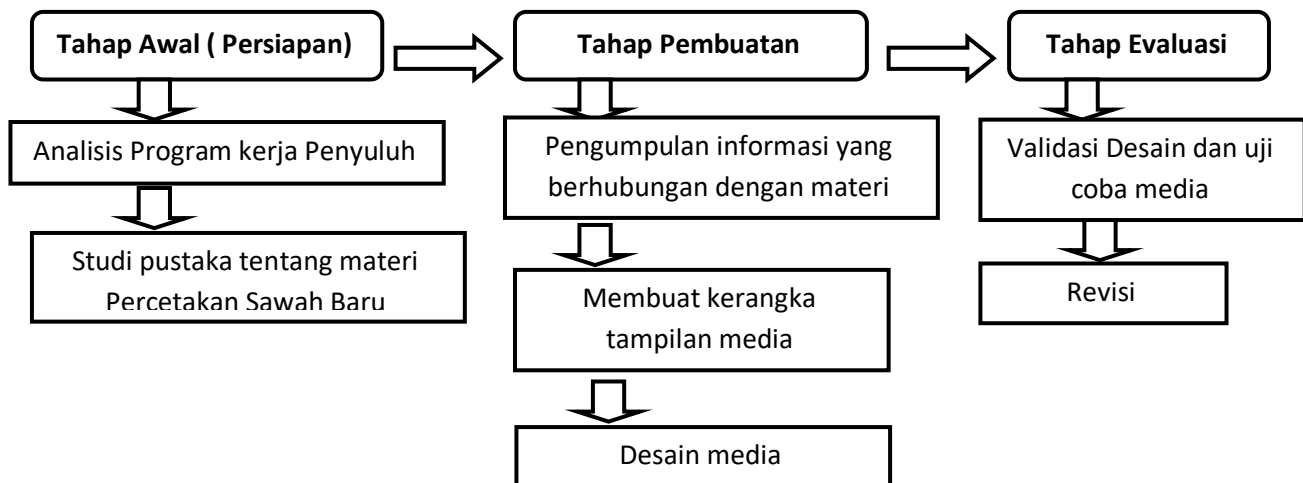 Tahap Awal ( Persiapan)
Analisis Program kerja Penyuluh
Studi pustaka tentang materi
Percetakan Sawah Baru
Tahap Pembuatan
Pengumpulan informasi yang
berhubungan dengan materi
Membuat kerangka
tampilan media
Desain media
Tahap Evaluasi
Validasi Desain dan uji
coba media
Revisi